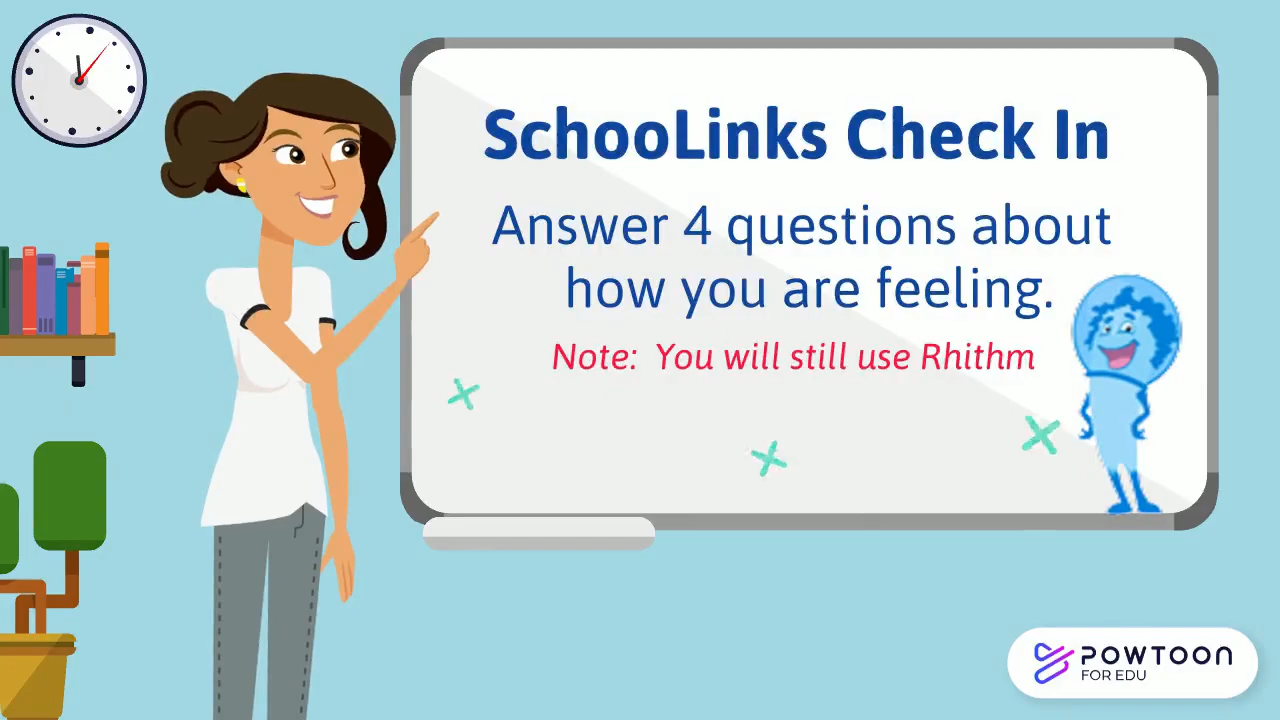 SchooLinks Check In
Answer 4 questions about
how you are feeling.
Note: You will still use Rhithm
POWTOON
FOR EDU